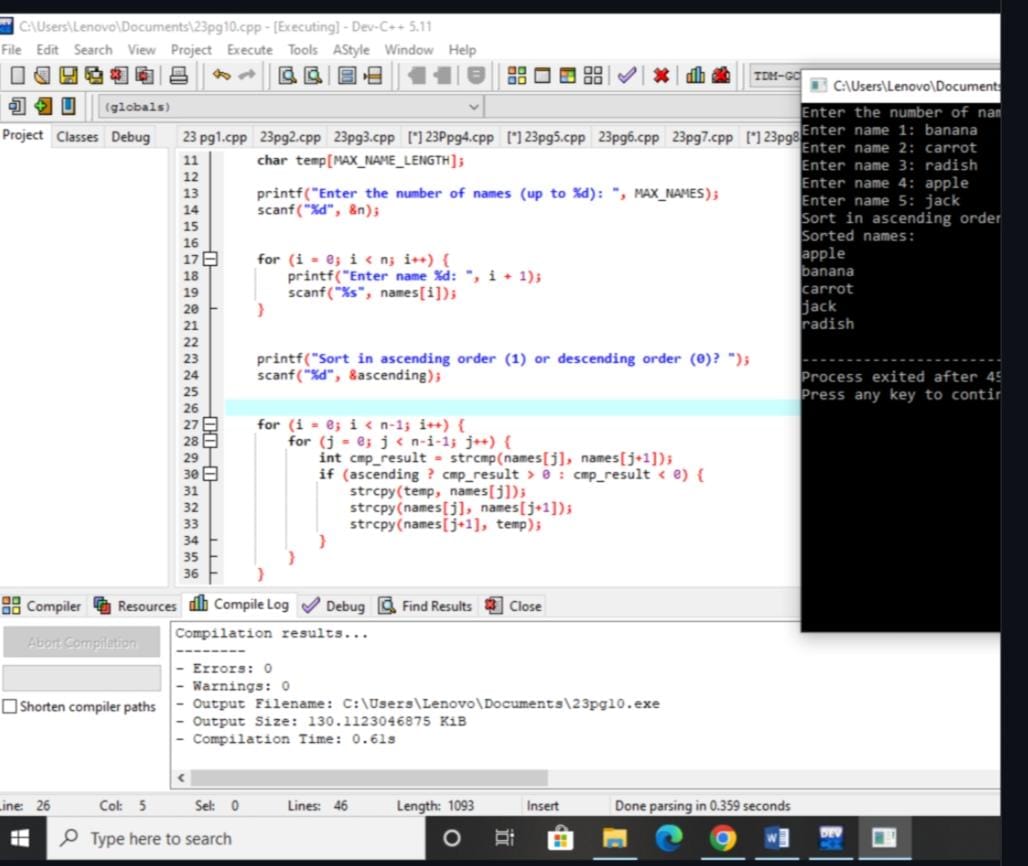 C:\Users\Lenovo\Documents\23pg10.cpp - [Executing] - Dev-C++ 5.11
File Edit Search View Project Execute Tools AStyle Window Help
TDM-GC
(globals)
Project Classes Debug
23 pg1.cpp 23pg2.cpp 23pg3.cpp [*] 23Ppg4.cpp [*] 23pg5.cpp 23pg6.cpp 23pg7.cpp [*] 23pg8
11 char temp[MAX_NAME_LENGTH];
12
13 printf("Enter the number of names (up to %d): ", MAX_NAMES);
14 scanf("%d", &n);
15
16
17 for (i = 0; i < n; i++) {
18 printf("Enter name %d: ", i + 1);
19 scanf("%s", names[i]);
20 }
21
22
23 printf("Sort in ascending order (1) or descending order (0)? ");
24 scanf("%d", &ascending);
25
26
27 for (i = 0; i < n-1; i++) {
28 for (j = 0; j < n-i-1; j++) {
29 int cmp_result = strcmp(names[j], names[j+1]);
30 if (ascending ? cmp_result > 0 : cmp_result < 0) {
31 strcpy(temp, names[j]);
32 strcpy(names[j], names[j+1]);
33 strcpy(names[j+1], temp);
34 }
35 }
36 }
C:\Users\Lenovo\Documents
Enter the number of nam
Enter name 1: banana
Enter name 2: carrot
Enter name 3: radish
Enter name 4: apple
Enter name 5: jack
Sort in ascending order
Sorted names:
apple
banana
carrot
jack
radish
-----------------------
Process exited after 45
Press any key to contin
Compiler Resources Compile Log Debug Find Results Close
Abort Compilation
Shorten compiler paths
Compilation results...
--------
- Errors: 0
- Warnings: 0
- Output Filename: C:\Users\Lenovo\Documents\23pg10.exe
- Output Size: 130.1123046875 KiB
- Compilation Time: 0.61s
Line: 26 Col: 5 Sel: 0 Lines: 46 Length: 1093 Insert Done parsing in 0.359 seconds
Type here to search
DEV